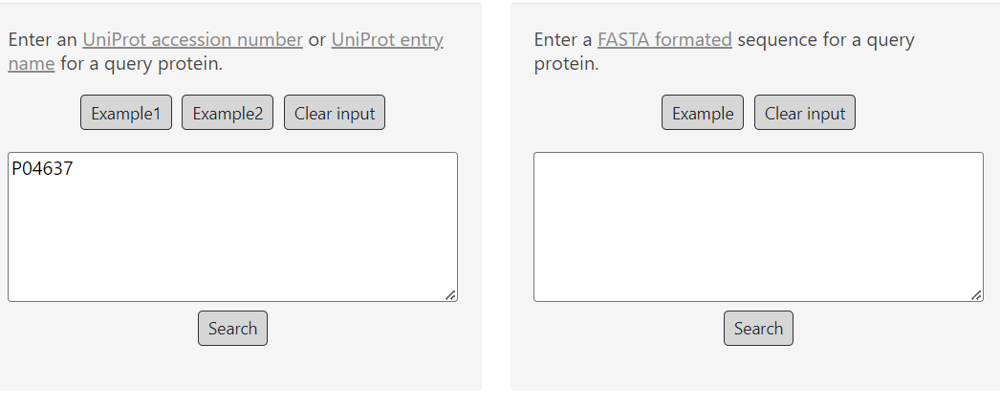 Enter an UniProt accession number or UniProt entry
name for a query protein.
Example1 Example2 Clear input
P04637
Search
Enter a FASTA formated sequence for a query
protein.
Example Clear input
Search